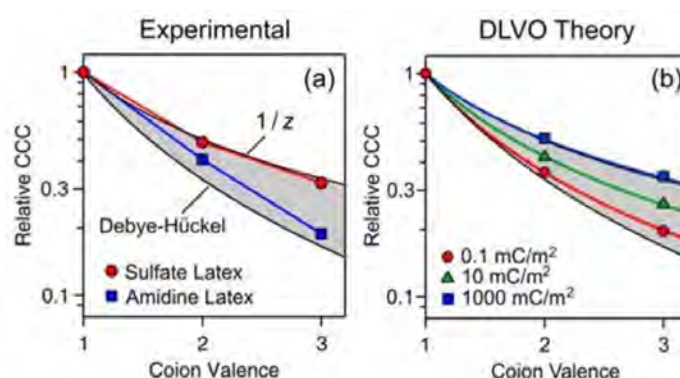 Experimental
(a)
1
0.3
0.1
Relative CCC
1/z
Debye-Hückel
Sulfate Latex
Amidine Latex
1
2
3
Coion Valence
DLVO Theory
(b)
1
0.3
0.1
Relative CCC
0.1 mC/m²
10 mC/m²
1000 mC/m²
1
2
3
Coion Valence